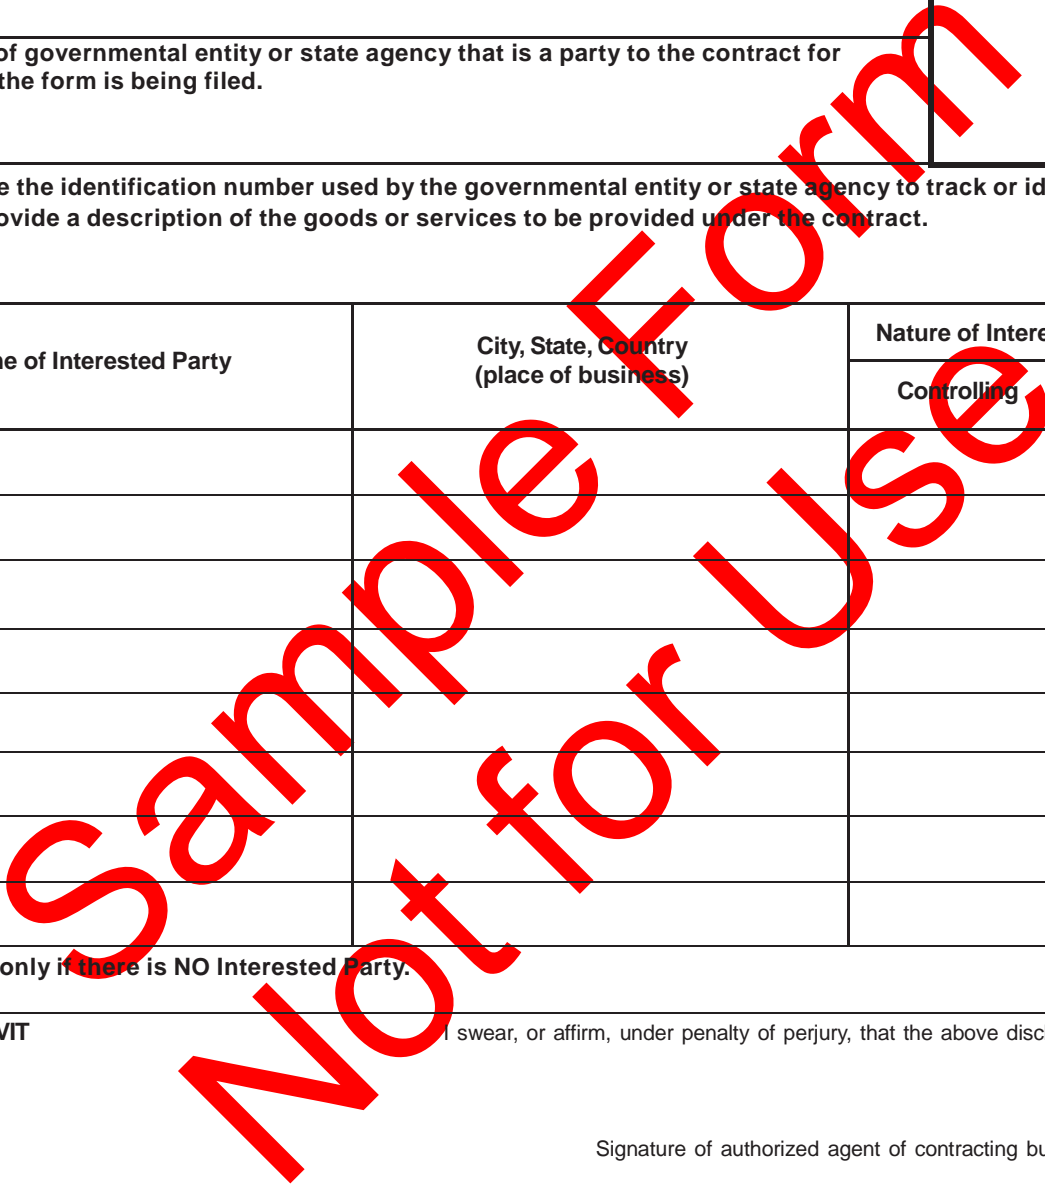 of governmental entity or state agency that is a party to the contract for
the form is being filed.
e the identification number used by the governmental entity or state agency to track or id
ovide a description of the goods or services to be provided under the contract.
ne of Interested Party
City, State, Country
(place of business)
Nature of Intere
Controlling
only if there is NO Interested Party.
VIT
I swear, or affirm, under penalty of perjury, that the above disc
Signature of authorized agent of contracting bu
Sample Form
Not for Use